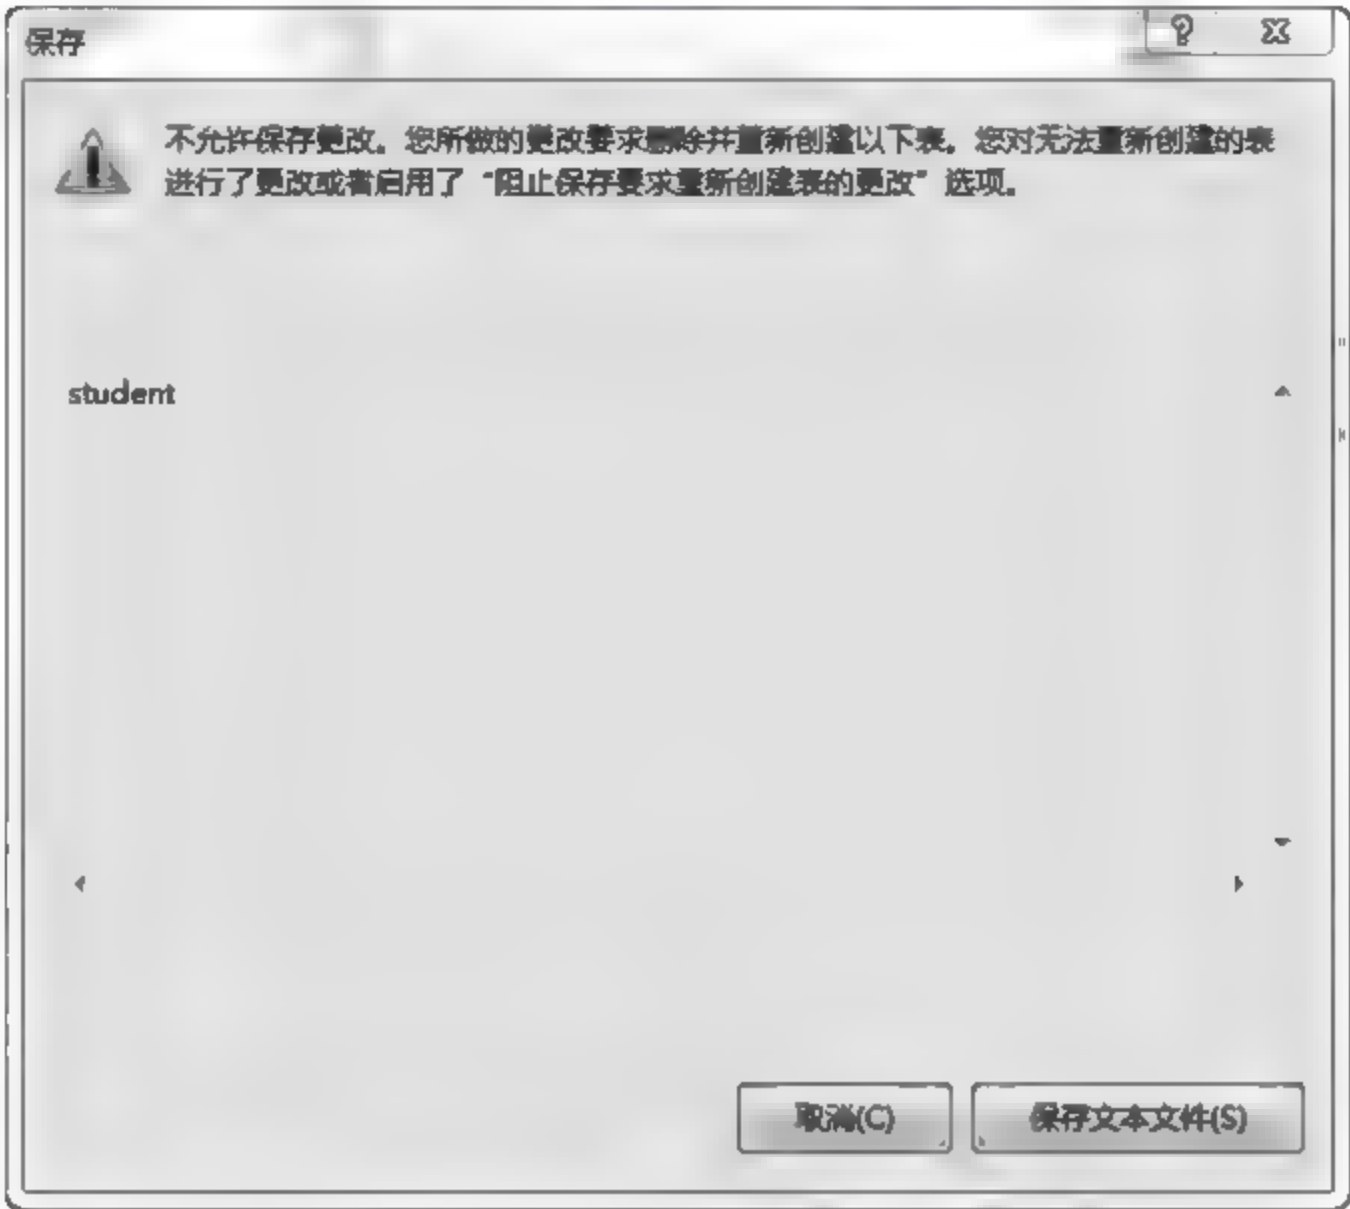 保存
不允许保存更改。您所做的更改要求删除并重新创建以下表。您对无法重新创建的表
进行了更改或者启用了“阻止保存要求重新创建表的更改”选项。
student
取消(C)
保存文本文件(S)